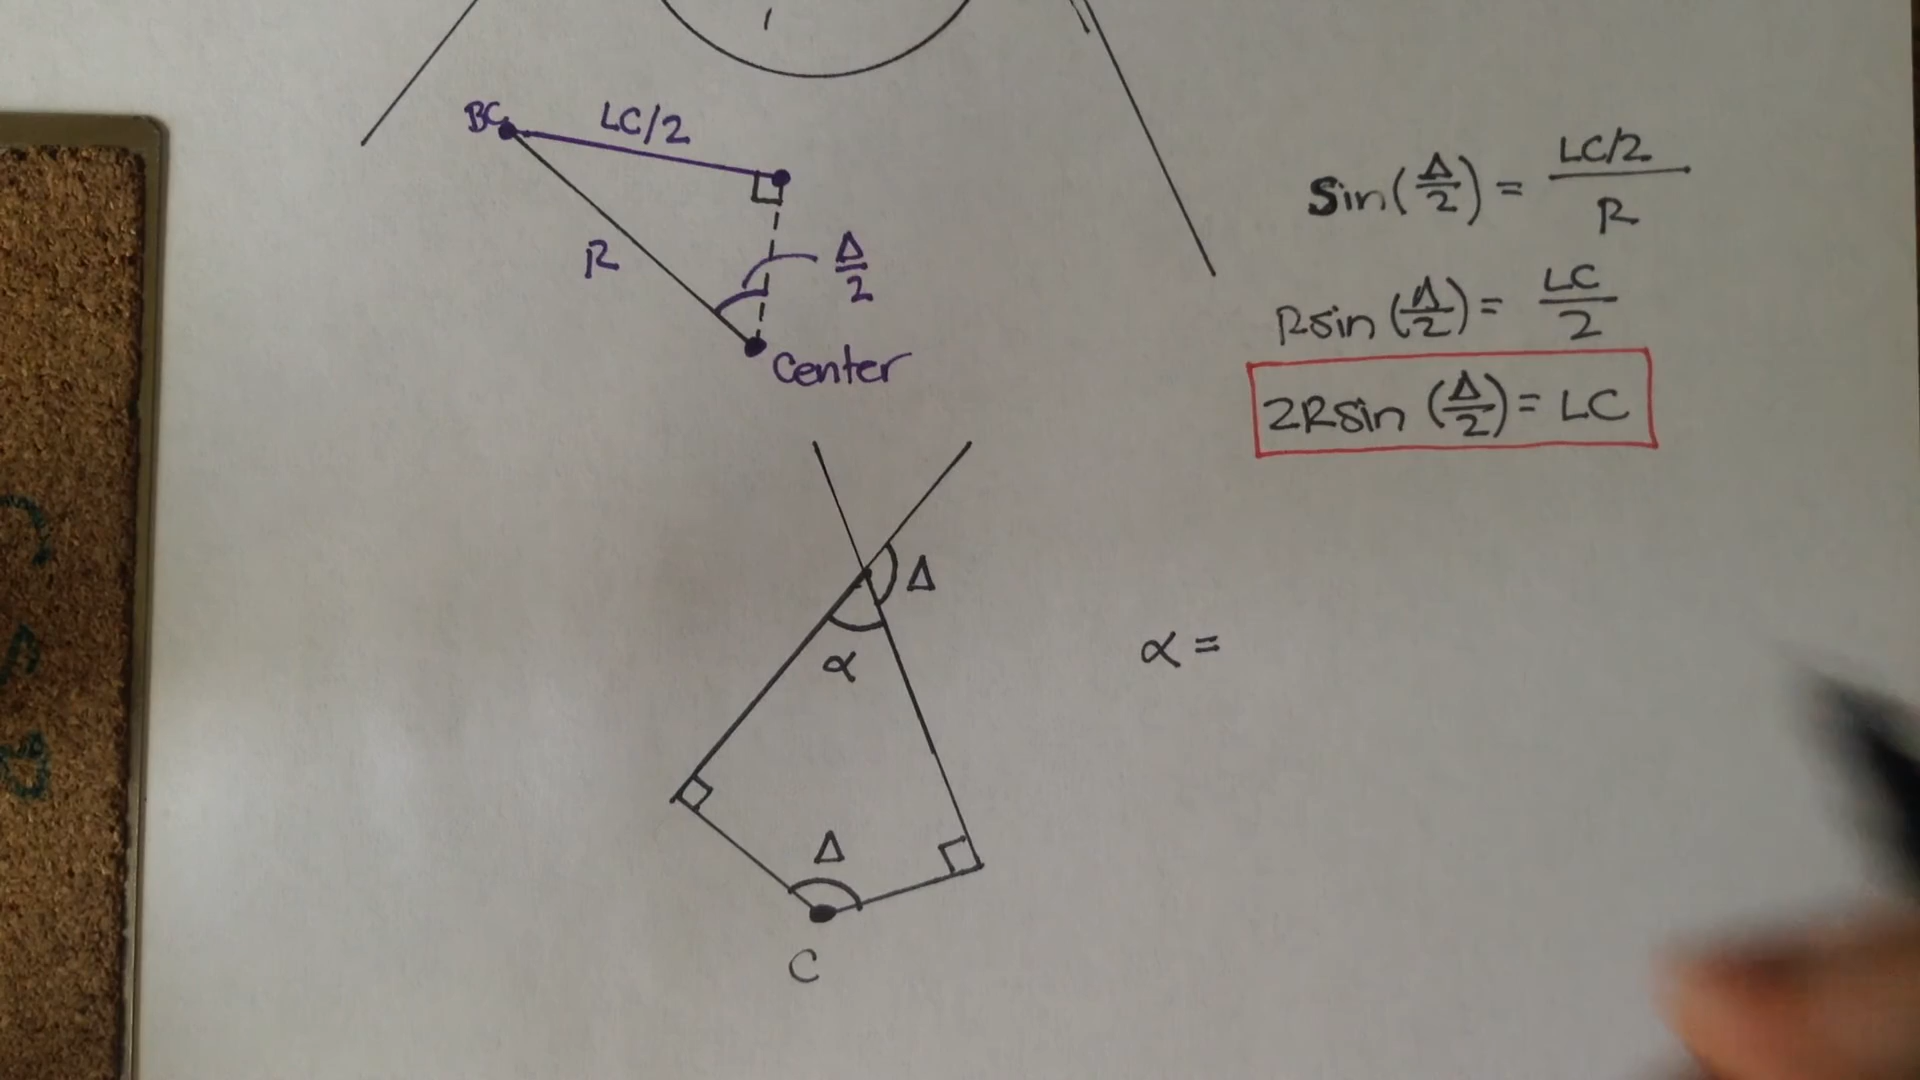 BC
LC/2
R
Δ/2
Center
Sin(Δ/2) = LC/2 / R
Rsin(Δ/2) = LC/2
2Rsin(Δ/2) = LC
Δ
α
α =
Δ
C